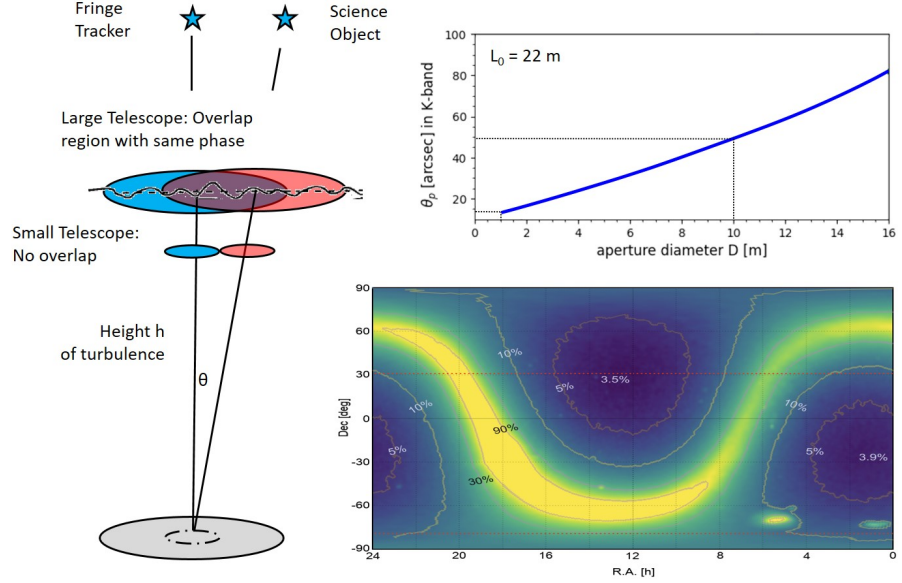 Fringe
Tracker
Science
Object
Large Telescope: Overlap
region with same phase
Small Telescope:
No overlap
Height h
of turbulence
θ
L₀ = 22 m
θₚ [arcsec] in K-band
100
80
60
40
20
0 2 4 6 8 10 12 14 16
aperture diameter D [m]
Dec [deg]
90
60
30
0
-30
-60
-90
10%
5%
3.5%
10%
10%
5%
90%
5%
3.9%
30%
24 20 16 12 8 4 0
R.A. [h]